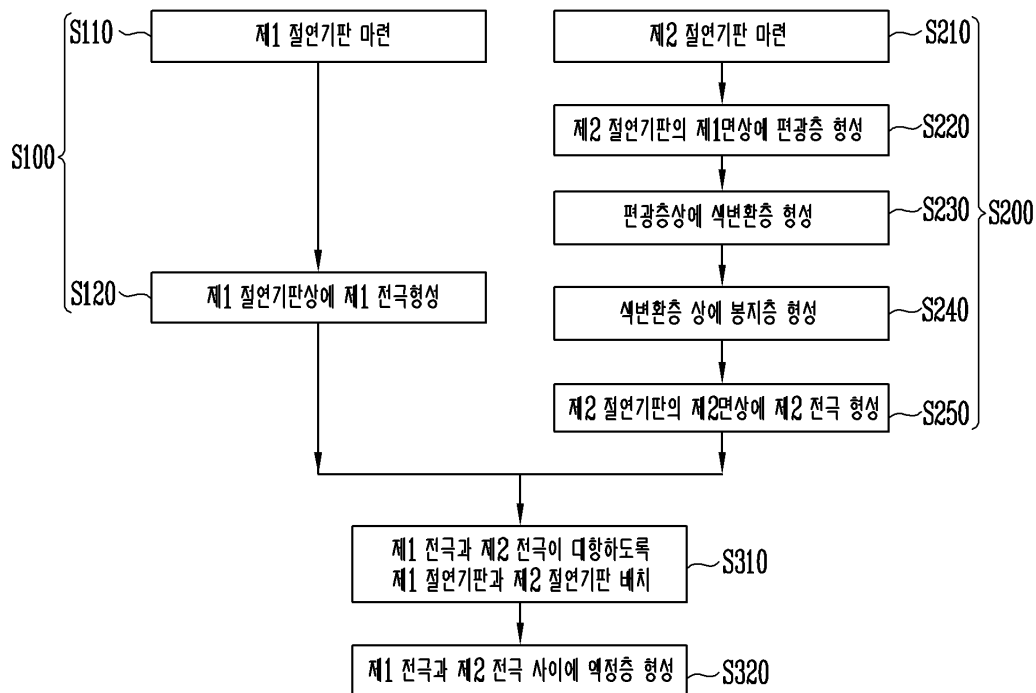 S110
제1 절연기판 마련
제2 절연기판 마련
S210
제2 절연기판의 제1면상에 편광층 형성
S220
S100
편광층상에 색변환층 형성
S230
S200
S120
제1 절연기판상에 제1 전극형성
색변환층 상에 봉지층 형성
S240
제2 절연기판의 제2면상에 제2 전극 형성
S250
제1 전극과 제2 전극이 대항하도록
제1 절연기판과 제2 절연기판 배치
S310
제1 전극과 제2 전극 사이에 액정층 형성
S320